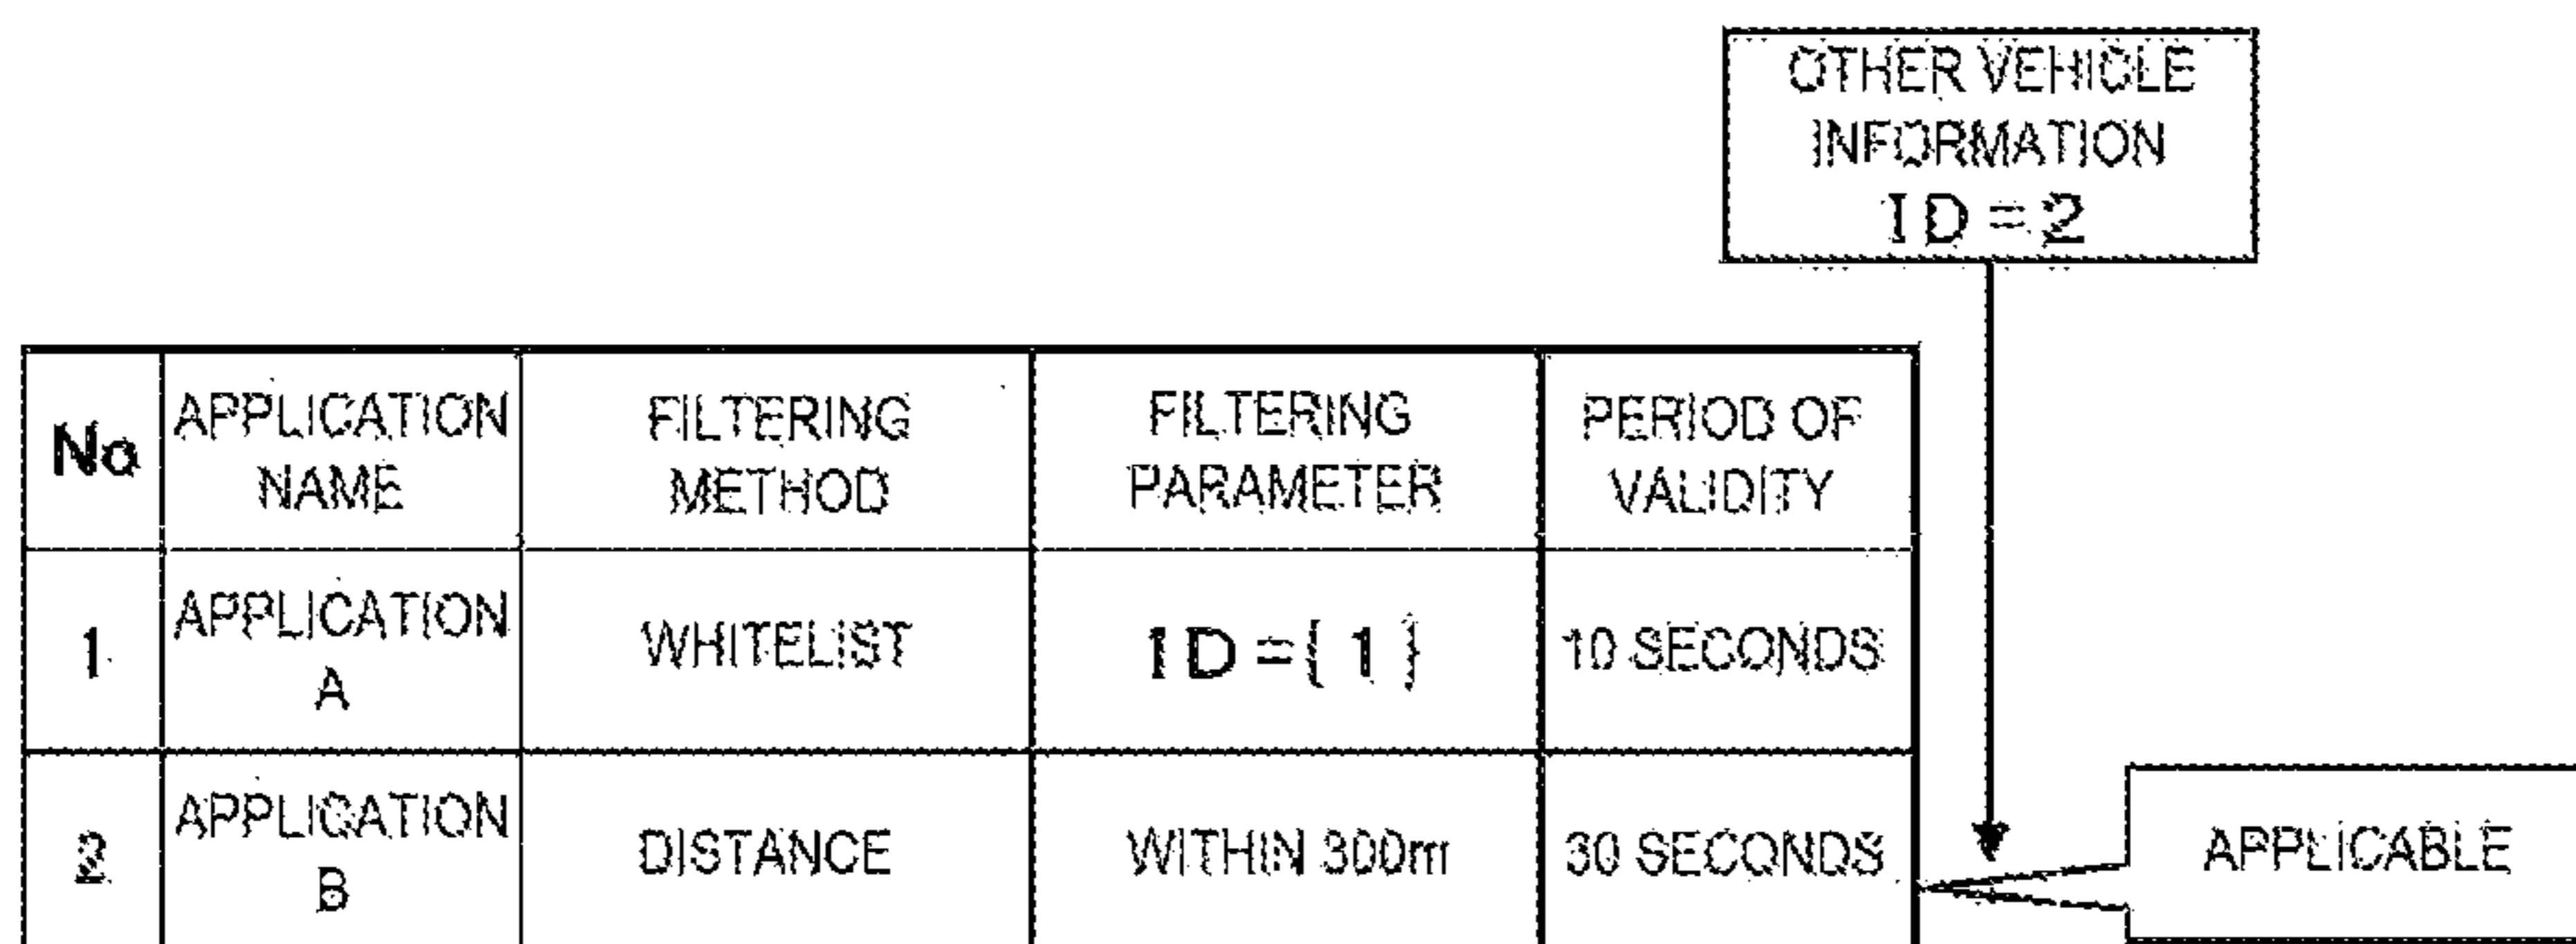 OTHER VEHICLE
INFORMATION
ID = 2
No
APPLICATION
NAME
FILTERING
METHOD
FILTERING
PARAMETER
PERIOD OF
VALIDITY
1
APPLICATION
A
WHITELIST
ID = { 1 }
10 SECONDS
2
APPLICATION
B
DISTANCE
WITHIN 300m
30 SECONDS
APPLICABLE